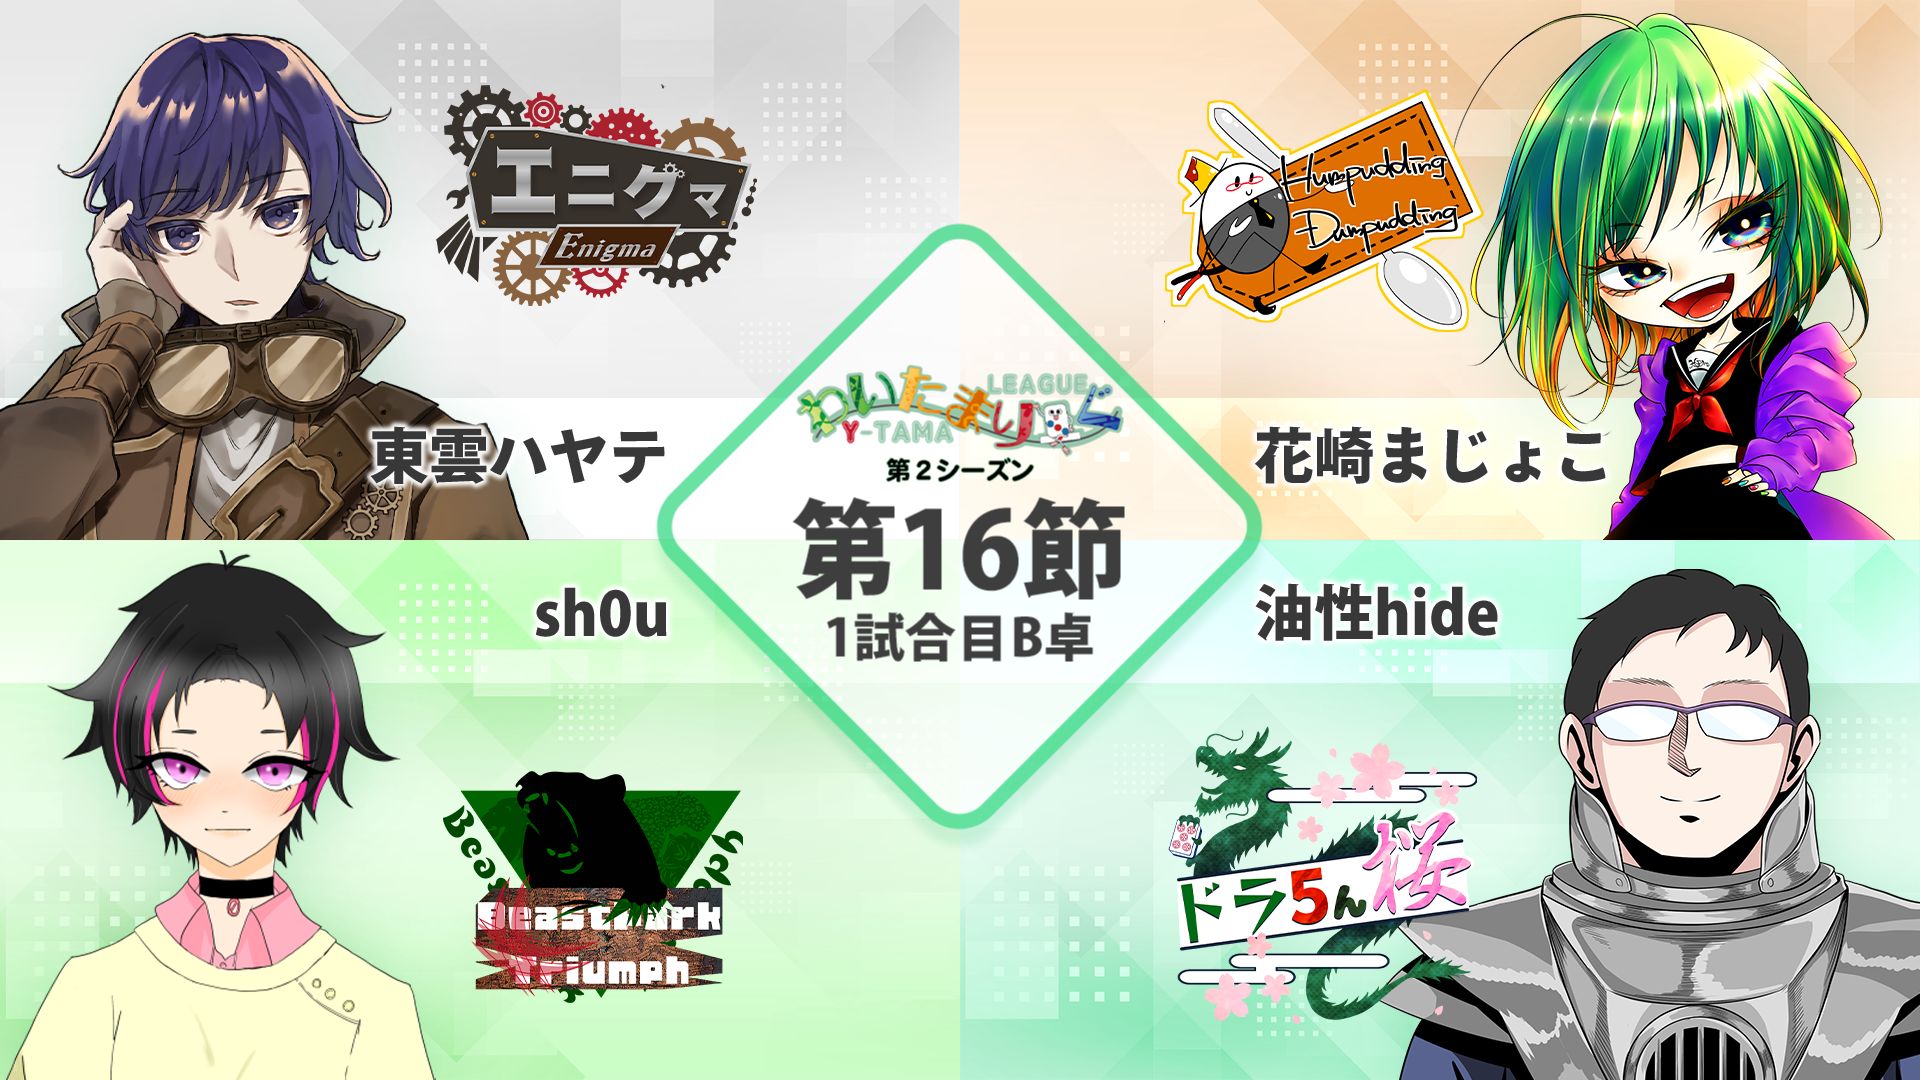 エニグマ
Enigma
東雲ハヤテ
Humpudding
Dumpudding
花崎まじょこ
わいたまりーぐ
LEAGUE
Y-TAMA
第2シーズン
第16節
1試合目B卓
sh0u
Beastbark
Triumph
油性hide
ドラ5ん桜